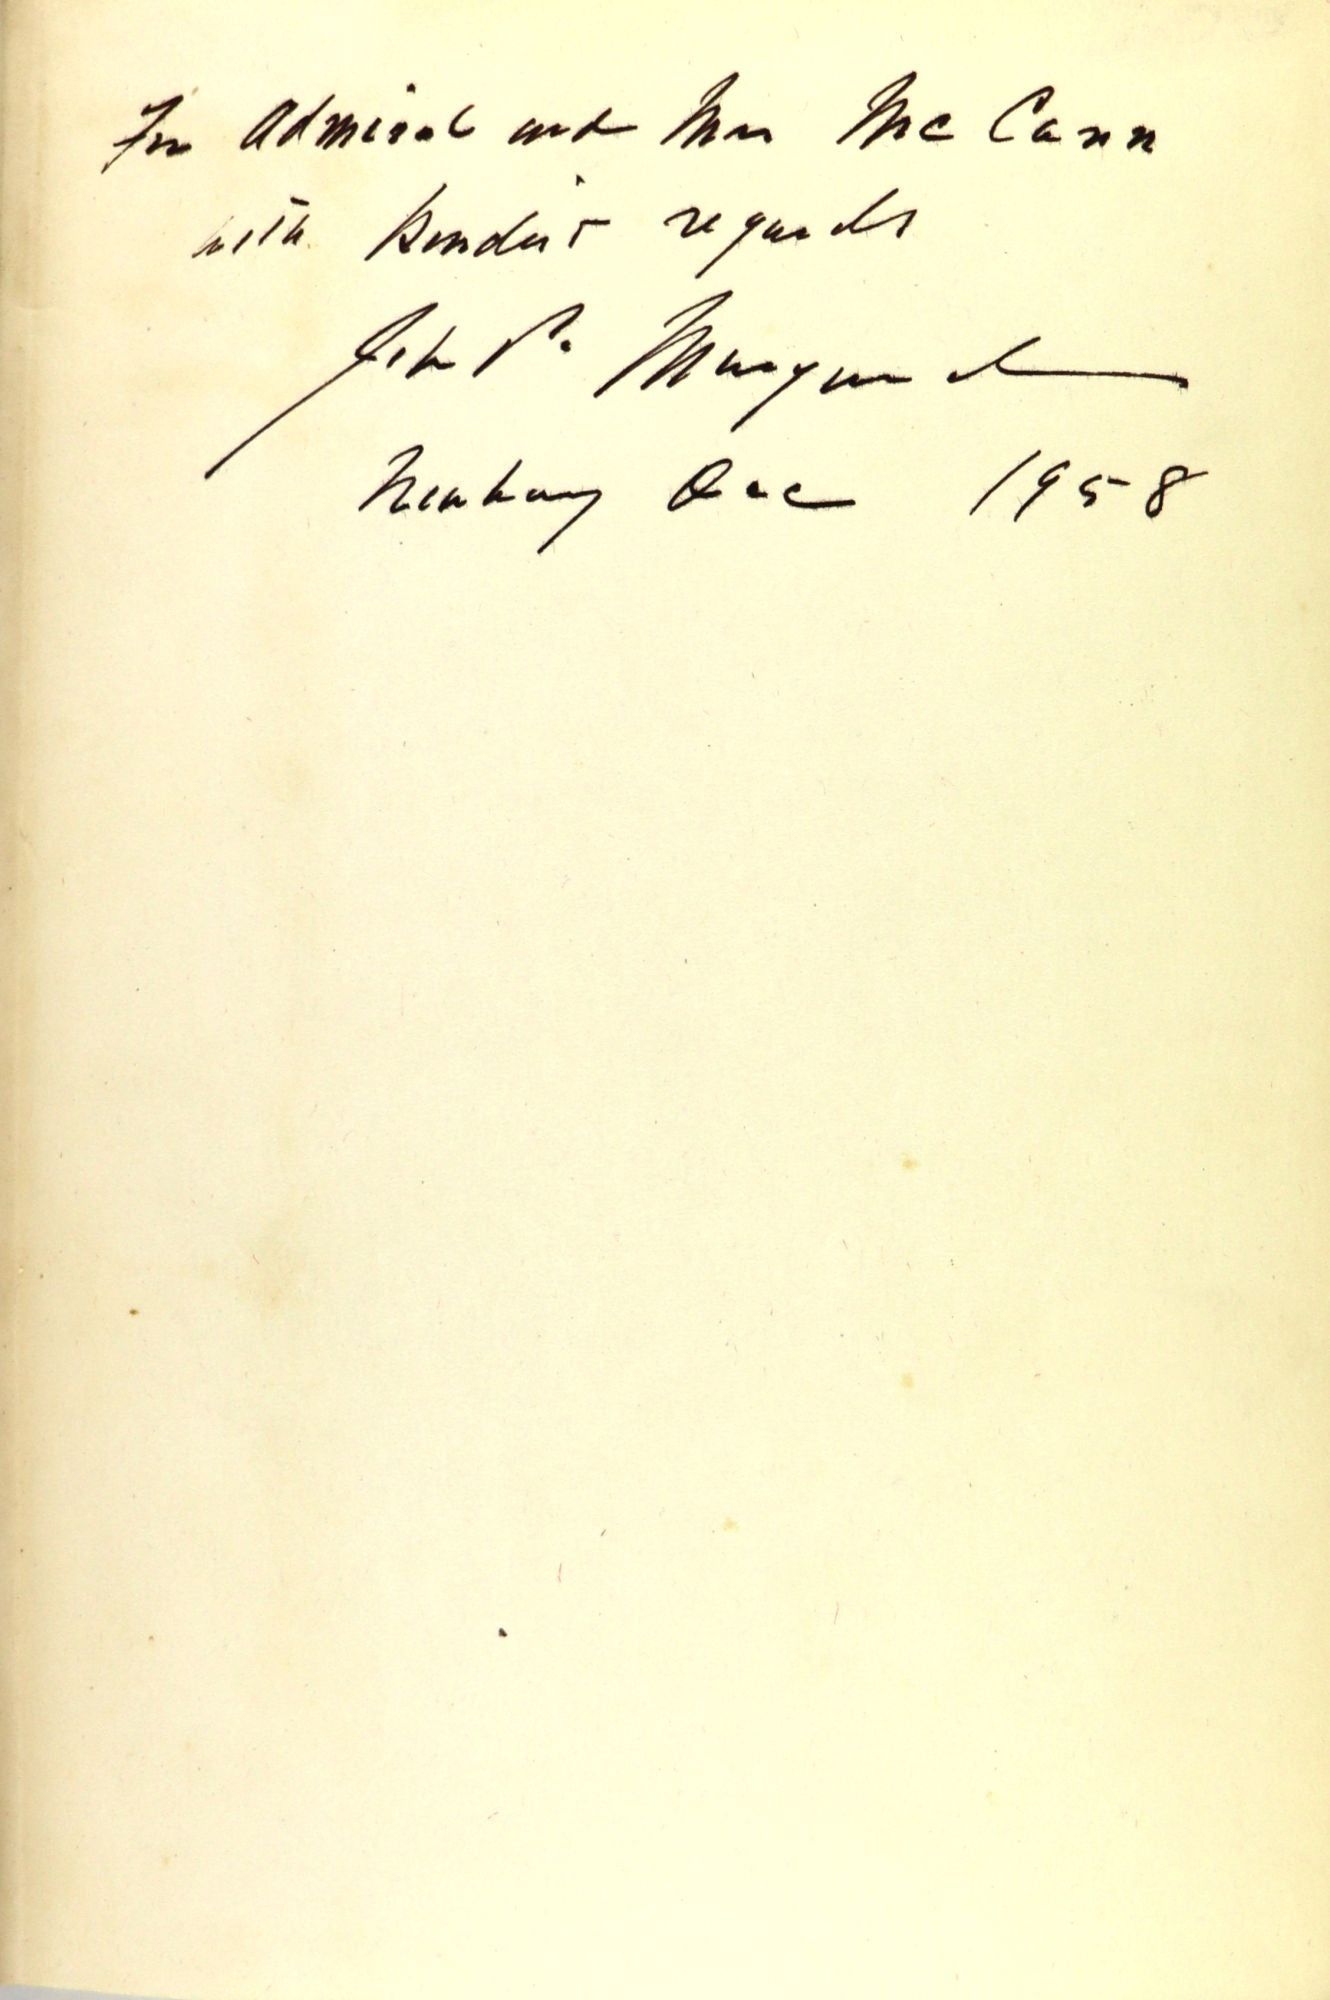 For Admiral and Mrs McCann
with kindest regards
John P. Marquand
Newbury Dec 1958